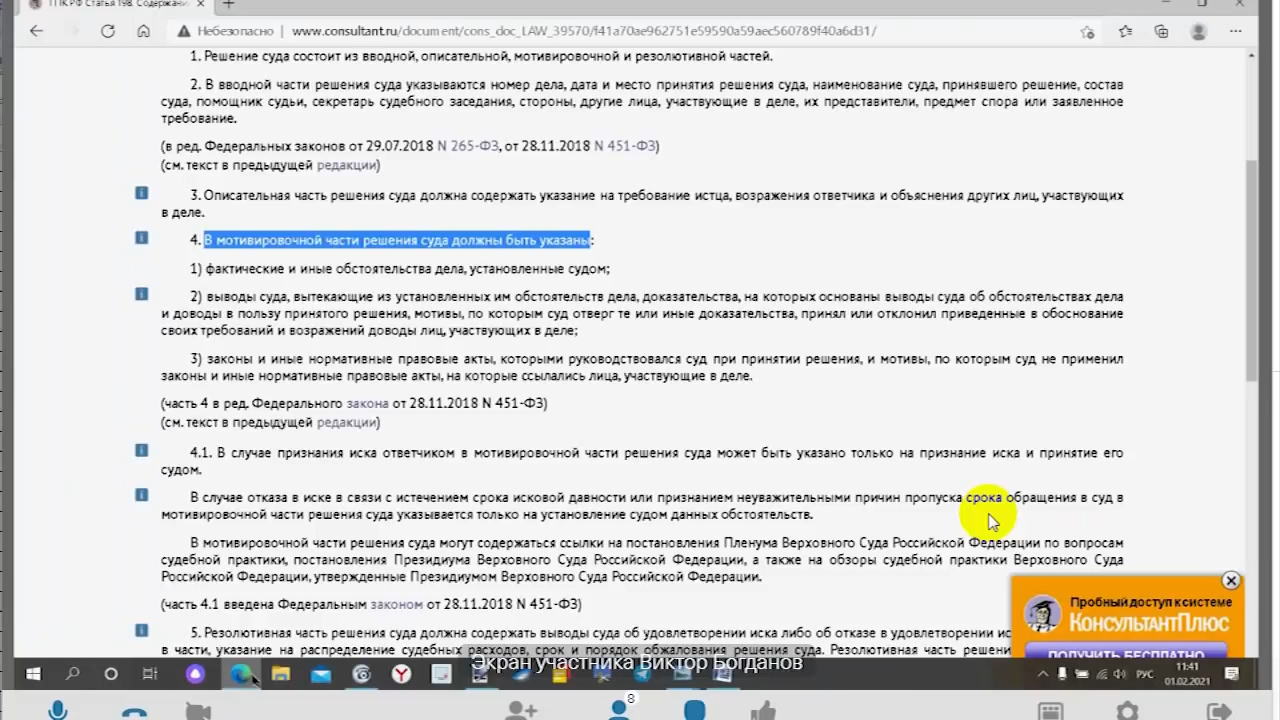 ГПК РФ Статья 198. Содержани
Небезопасно | www.consultant.ru/document/cons_doc_LAW_39570/f41a70ae962751e59590a59aec560789f40a6d31/
1. Решение суда состоит из вводной, описательной, мотивировочной и резолютивной частей.
2. В вводной части решения суда указываются номер дела, дата и место принятия решения суда, наименование суда, принявшего решение, состав
суда, помощник судьи, секретарь судебного заседания, стороны, другие лица, участвующие в деле, их представители, предмет спора или заявленное
требование.
(в ред. Федеральных законов от 29.07.2018 N 265-ФЗ, от 28.11.2018 N 451-ФЗ)
(см. текст в предыдущей редакции)
3. Описательная часть решения суда должна содержать указание на требование истца, возражения ответчика и объяснения других лиц, участвующих
в деле.
4. В мотивировочной части решения суда должны быть указаны:
1) фактические и иные обстоятельства дела, установленные судом;
2) выводы суда, вытекающие из установленных им обстоятельств дела, доказательства, на которых основаны выводы суда об обстоятельствах дела
и доводы в пользу принятого решения, мотивы, по которым суд отверг те или иные доказательства, принял или отклонил приведенные в обоснование
своих требований и возражений доводы лиц, участвующих в деле;
3) законы и иные нормативные правовые акты, которыми руководствовался суд при принятии решения, и мотивы, по которым суд не применил
законы и иные нормативные правовые акты, на которые ссылались лица, участвующие в деле.
(часть 4 в ред. Федерального закона от 28.11.2018 N 451-ФЗ)
(см. текст в предыдущей редакции)
4.1. В случае признания иска ответчиком в мотивировочной части решения суда может быть указано только на признание иска и принятие его
судом.
В случае отказа в иске в связи с истечением срока исковой давности или признанием неуважительными причин пропуска срока обращения в суд в
мотивировочной части решения суда указывается только на установление судом данных обстоятельств.
В мотивировочной части решения суда могут содержаться ссылки на постановления Пленума Верховного Суда Российской Федерации по вопросам
судебной практики, постановления Президиума Верховного Суда Российской Федерации, а также на обзоры судебной практики Верховного Суда
Российской Федерации, утвержденные Президиумом Верховного Суда Российской Федерации.
(часть 4.1 введена Федеральным законом от 28.11.2018 N 451-ФЗ)
5. Резолютивная часть решения суда должна содержать выводы суда об удовлетворении иска либо об отказе в удовлетворении ис
в части, указание на распределение судебных расходов, срок и порядок обжалования решения суда. Резолютивная часть решени
Пробный доступ к системе
КонсультантПлюс
ПОЛУЧИТЬ БЕСПЛАТНО
Экран участника Виктор Богданов
РУС
11:41
01.02.2021
8